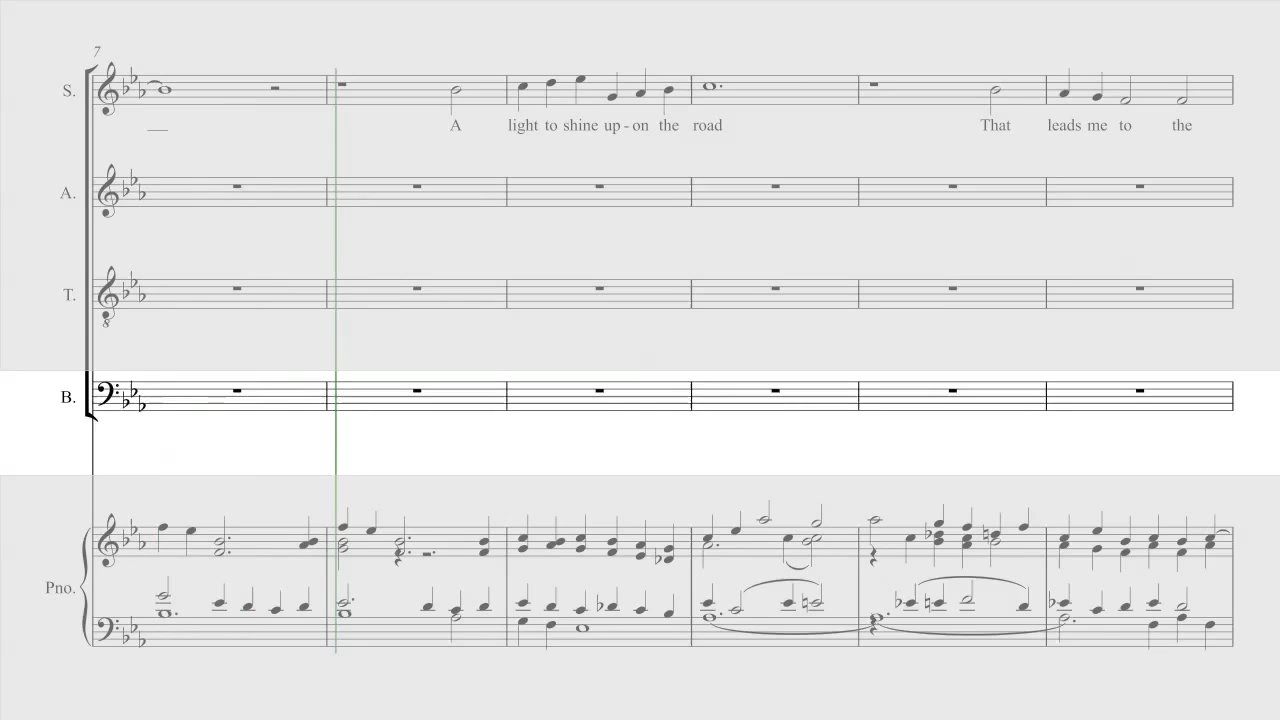 7
S.
A light to shine up-on the road That leads me to the
A.
T.
8
B.
Pno.